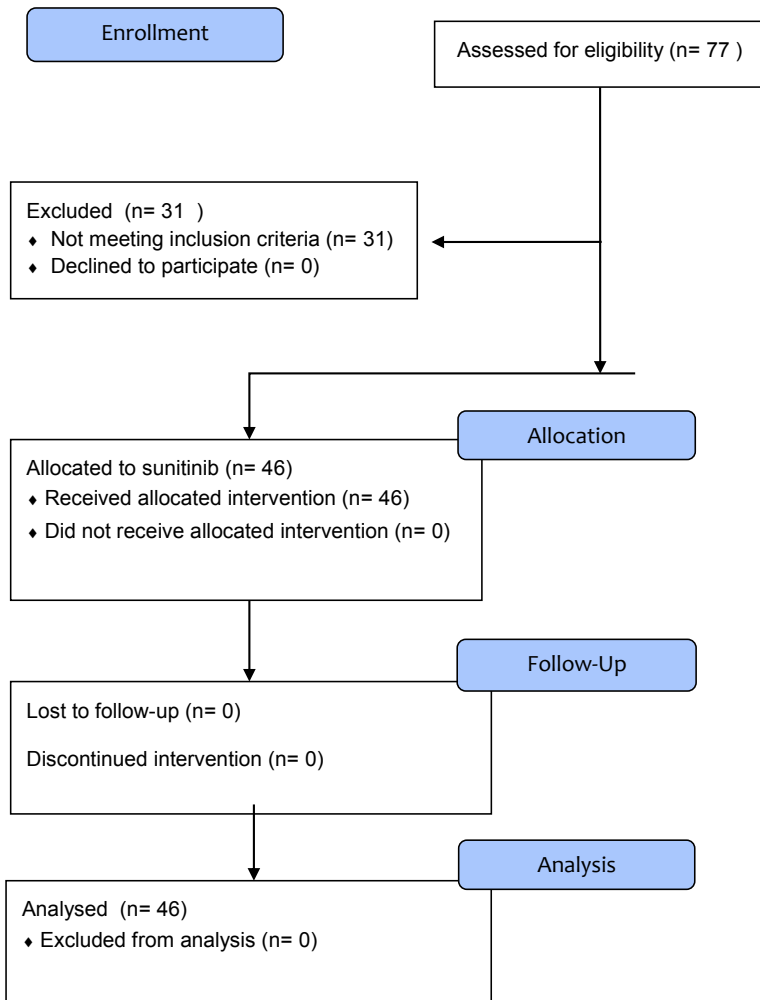 Enrollment
Assessed for eligibility (n= 77 )
Excluded (n= 31 )
♦ Not meeting inclusion criteria (n= 31)
♦ Declined to participate (n= 0)
Allocation
Allocated to sunitinib (n= 46)
♦ Received allocated intervention (n= 46)
♦ Did not receive allocated intervention (n= 0)
Follow-Up
Lost to follow-up (n= 0)
Discontinued intervention (n= 0)
Analysis
Analysed (n= 46)
♦ Excluded from analysis (n= 0)